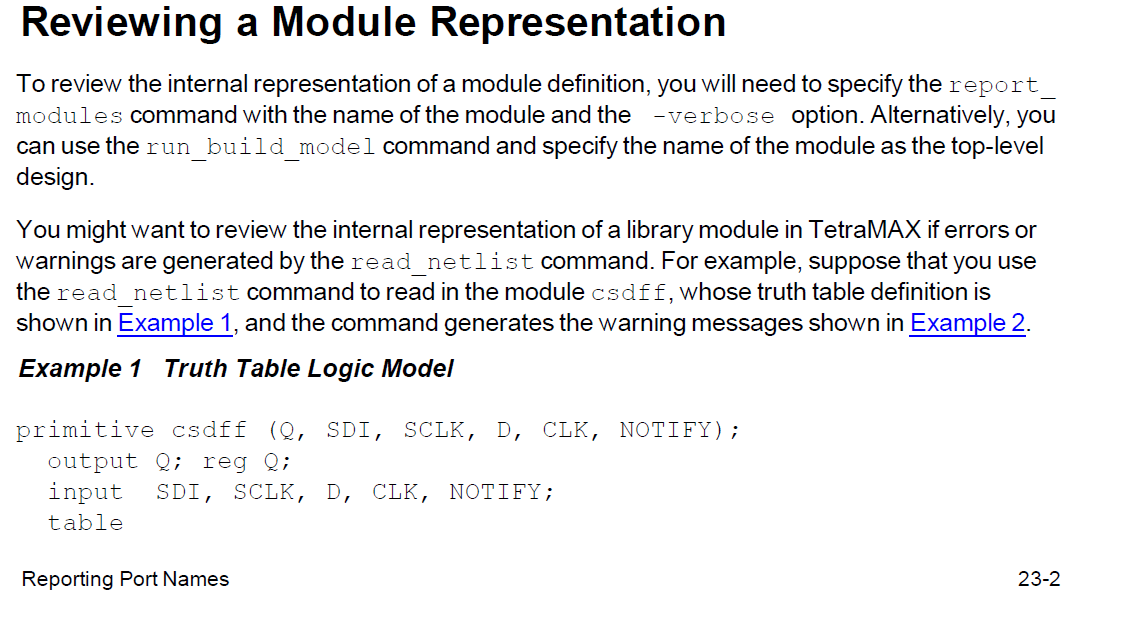 Reviewing a Module Representation
To review the internal representation of a module definition, you will need to specify the report_
modules command with the name of the module and the -verbose option. Alternatively, you
can use the run_build_model command and specify the name of the module as the top-level
design.
You might want to review the internal representation of a library module in TetraMAX if errors or
warnings are generated by the read_netlist command. For example, suppose that you use
the read_netlist command to read in the module csdff, whose truth table definition is
shown in Example 1, and the command generates the warning messages shown in Example 2.
Example 1 Truth Table Logic Model
primitive csdff (Q, SDI, SCLK, D, CLK, NOTIFY);
output Q; reg Q;
input SDI, SCLK, D, CLK, NOTIFY;
table
Reporting Port Names 23-2